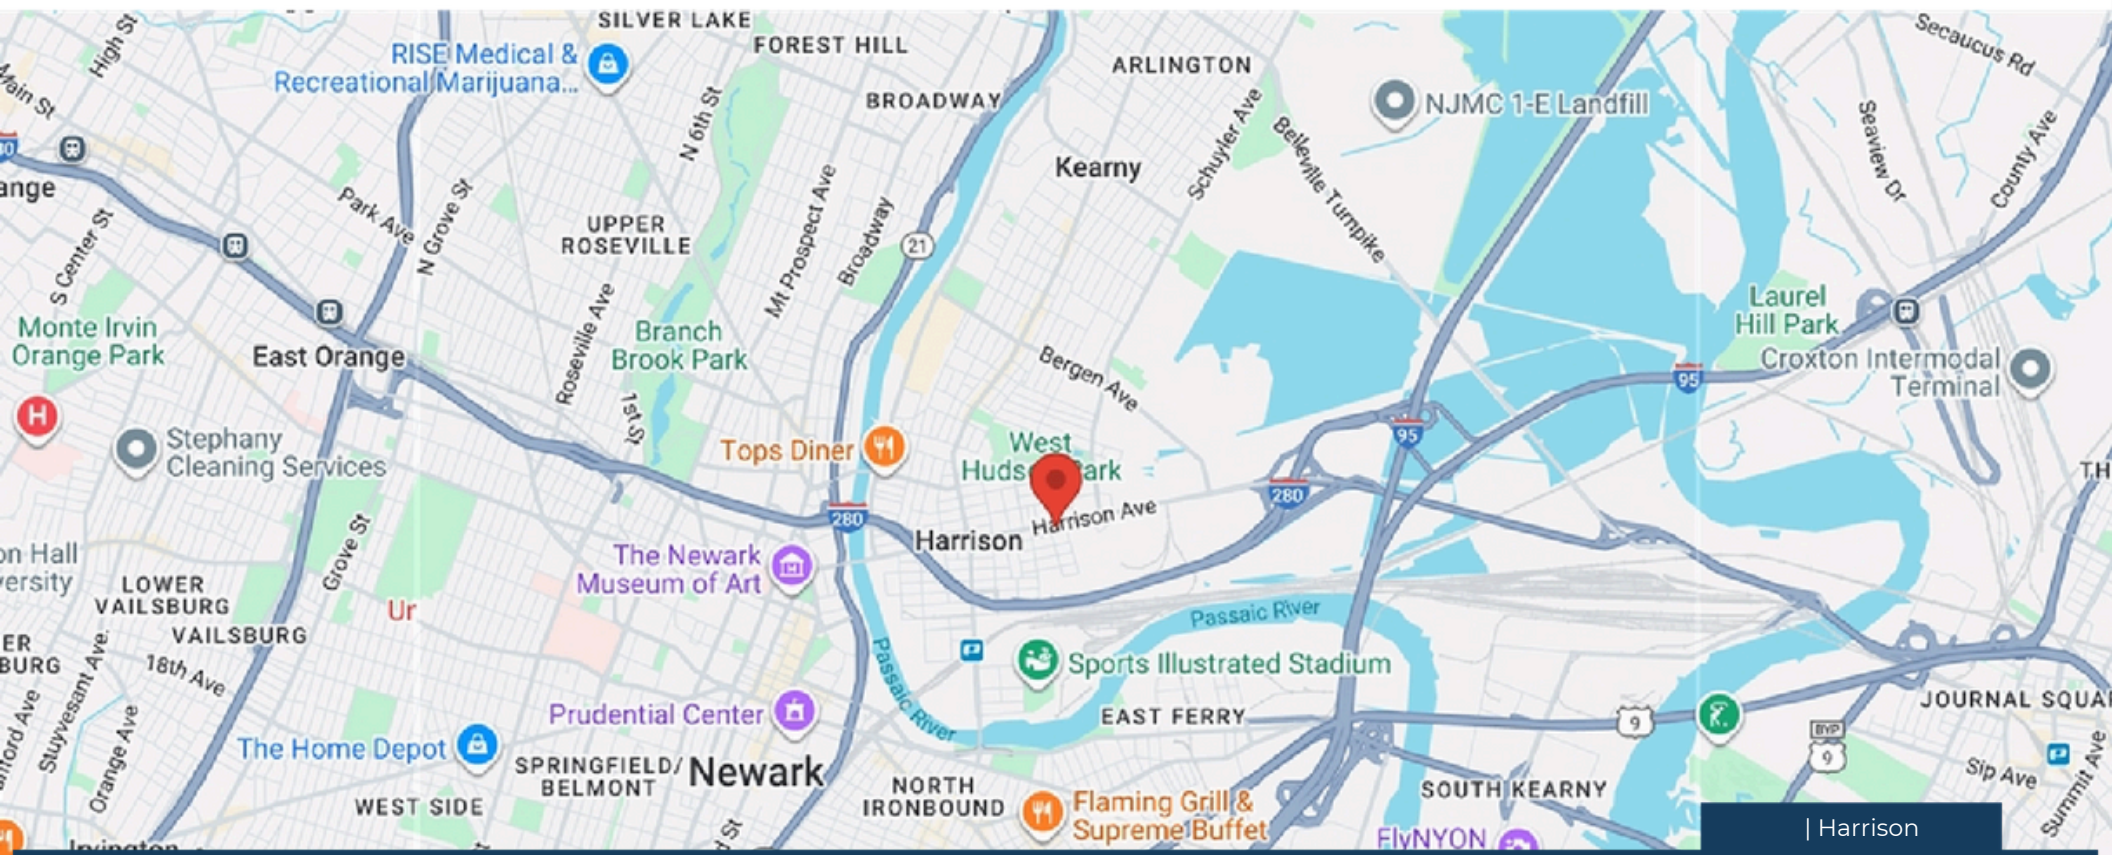 SILVER LAKE
High St
RISE Medical &
Recreational Marijuana...
FOREST HILL
ARLINGTON
Secaucus Rd
Main St
BROADWAY
NJMC 1-E Landfill
N 6th St
Schuyler Ave
Belleville Turnpike
Seaview Dr
County Ave
ange
Kearny
Park Ave
N Grove St
UPPER
ROSEVILLE
Mt Prospect Ave
Broadway
21
S Center St
Monte Irvin
Orange Park
East Orange
Roseville Ave
Branch
Brook Park
Bergen Ave
Laurel
Hill Park
Croxton Intermodal
Terminal
95
H
1st St
Stephany
Cleaning Services
Tops Diner
West
Huds
ark
95
TH
280
280
Harrison
Harrison Ave
on Hall
versity
Grove St
The Newark
Museum of Art
LOWER
VAILSBURG
Ur
Passaic River
VAILSBURG
ER
BURG
18th Ave
Stuyvesant Ave
Passaic River
Sports Illustrated Stadium
JOURNAL SQUA
Prudential Center
EAST FERRY
9
BYP
9
The Home Depot
Orange Ave
SPRINGFIELD/
BELMONT
Newark
NORTH
IRONBOUND
Flaming Grill &
Supreme Buffet
SOUTH KEARNY
Sip Ave
Summit Ave
WEST SIDE
FlyNYON
Irvington
| Harrison